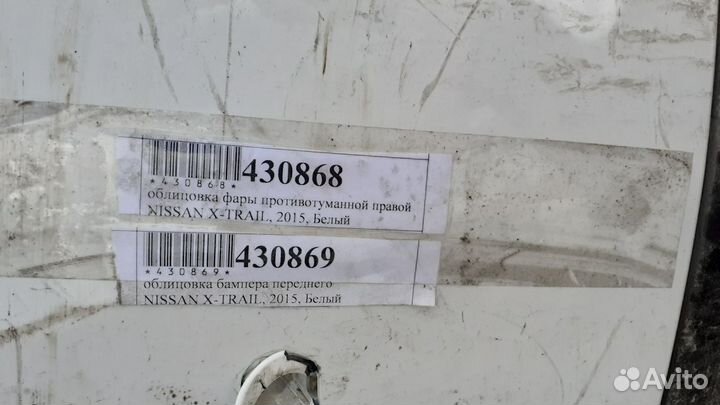 430868
*430868*
облицовка фары противотуманной правой
NISSAN X-TRAIL, 2015, Белый
430869
*430869*
облицовка бампера переднего
NISSAN X-TRAIL, 2015, Белый
Avito